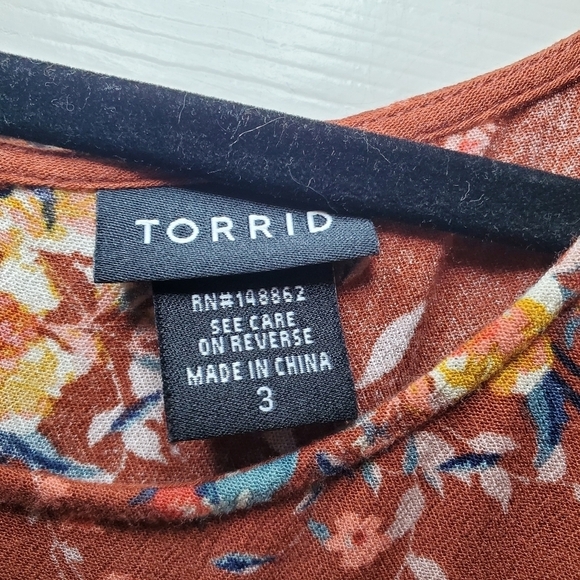 TORRID
RN#148862
SEE CARE
ON REVERSE
MADE IN CHINA
3